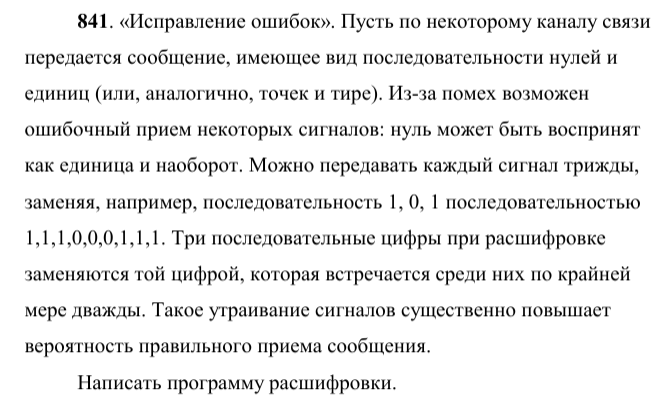 841. «Исправление ошибок». Пусть по некоторому каналу связи
передается сообщение, имеющее вид последовательности нулей и
единиц (или, аналогично, точек и тире). Из-за помех возможен
ошибочный прием некоторых сигналов: нуль может быть воспринят
как единица и наоборот. Можно передавать каждый сигнал трижды,
заменяя, например, последовательность 1, 0, 1 последовательностью
1,1,1,0,0,0,1,1,1. Три последовательные цифры при расшифровке
заменяются той цифрой, которая встречается среди них по крайней
мере дважды. Такое утраивание сигналов существенно повышает
вероятность правильного приема сообщения.
Написать программу расшифровки.